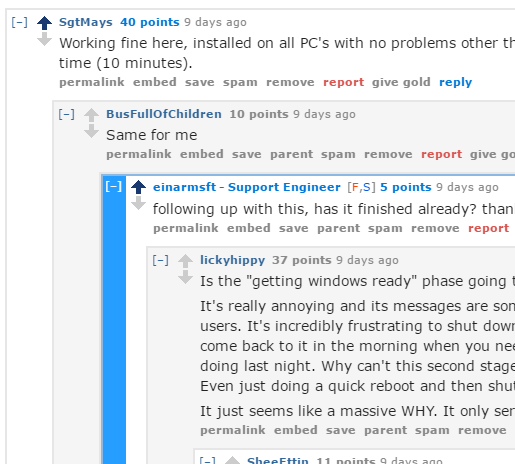 [–] SgtMays 40 points 9 days ago
Working fine here, installed on all PC's with no problems other
time (10 minutes).
permalink embed save spam remove report give gold reply
[–] BusFullOfChildren 10 points 9 days ago
Same for me
permalink embed save parent spam remove report give
[–] einarmsft - Support Engineer [F,S] 5 points 9 days ago
following up with this, has it finished already?
permalink embed save parent spam remove report
[–] lickyhippy 37 points 9 days ago
Is the "getting windows ready" phase going
It's really annoying and its messages are
users. It's incredibly frustrating to shut down
come back to it in the morning when you
doing last night. Why can't this second stage
Even just doing a quick reboot and then
It just seems like a massive WHY. It only
permalink embed save parent spam remove
[–] SheeEttin 11 points 9 days ago